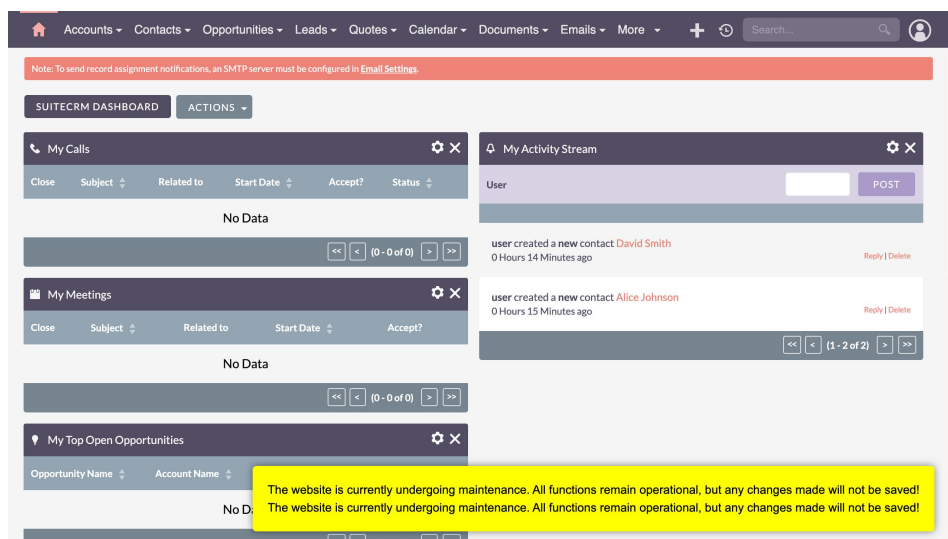 Accounts Contacts Opportunities Leads Quotes Calendar Documents Emails More Search...
Note: To send record assignment notifications, an SMTP server must be configured in Email Settings.
SUITECRM DASHBOARD ACTIONS
My Calls
Close Subject Related to Start Date Accept? Status
No Data
<< < (0 - 0 of 0) > >>
My Meetings
Close Subject Related to Start Date Accept?
No Data
<< < (0 - 0 of 0) > >>
My Top Open Opportunities
Opportunity Name Account Name
No
My Activity Stream
User POST
user created a new contact David Smith
0 Hours 14 Minutes ago Reply | Delete
user created a new contact Alice Johnson
0 Hours 15 Minutes ago Reply | Delete
<< < (1 - 2 of 2) > >>
The website is currently undergoing maintenance. All functions remain operational, but any changes made will not be saved!
The website is currently undergoing maintenance. All functions remain operational, but any changes made will not be saved!